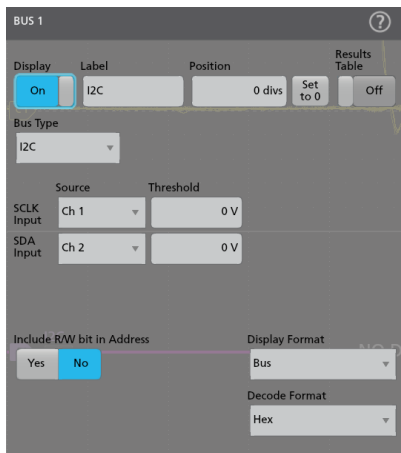 BUS 1 ?
Display Label Position Results Table
On I2C 0 divs Set to 0 Off
Bus Type
I2C
Source Threshold
SCLK Input Ch 1 0 V
SDA Input Ch 2 0 V
Include R/W bit in Address Display Format
Yes No Bus
Decode Format
Hex